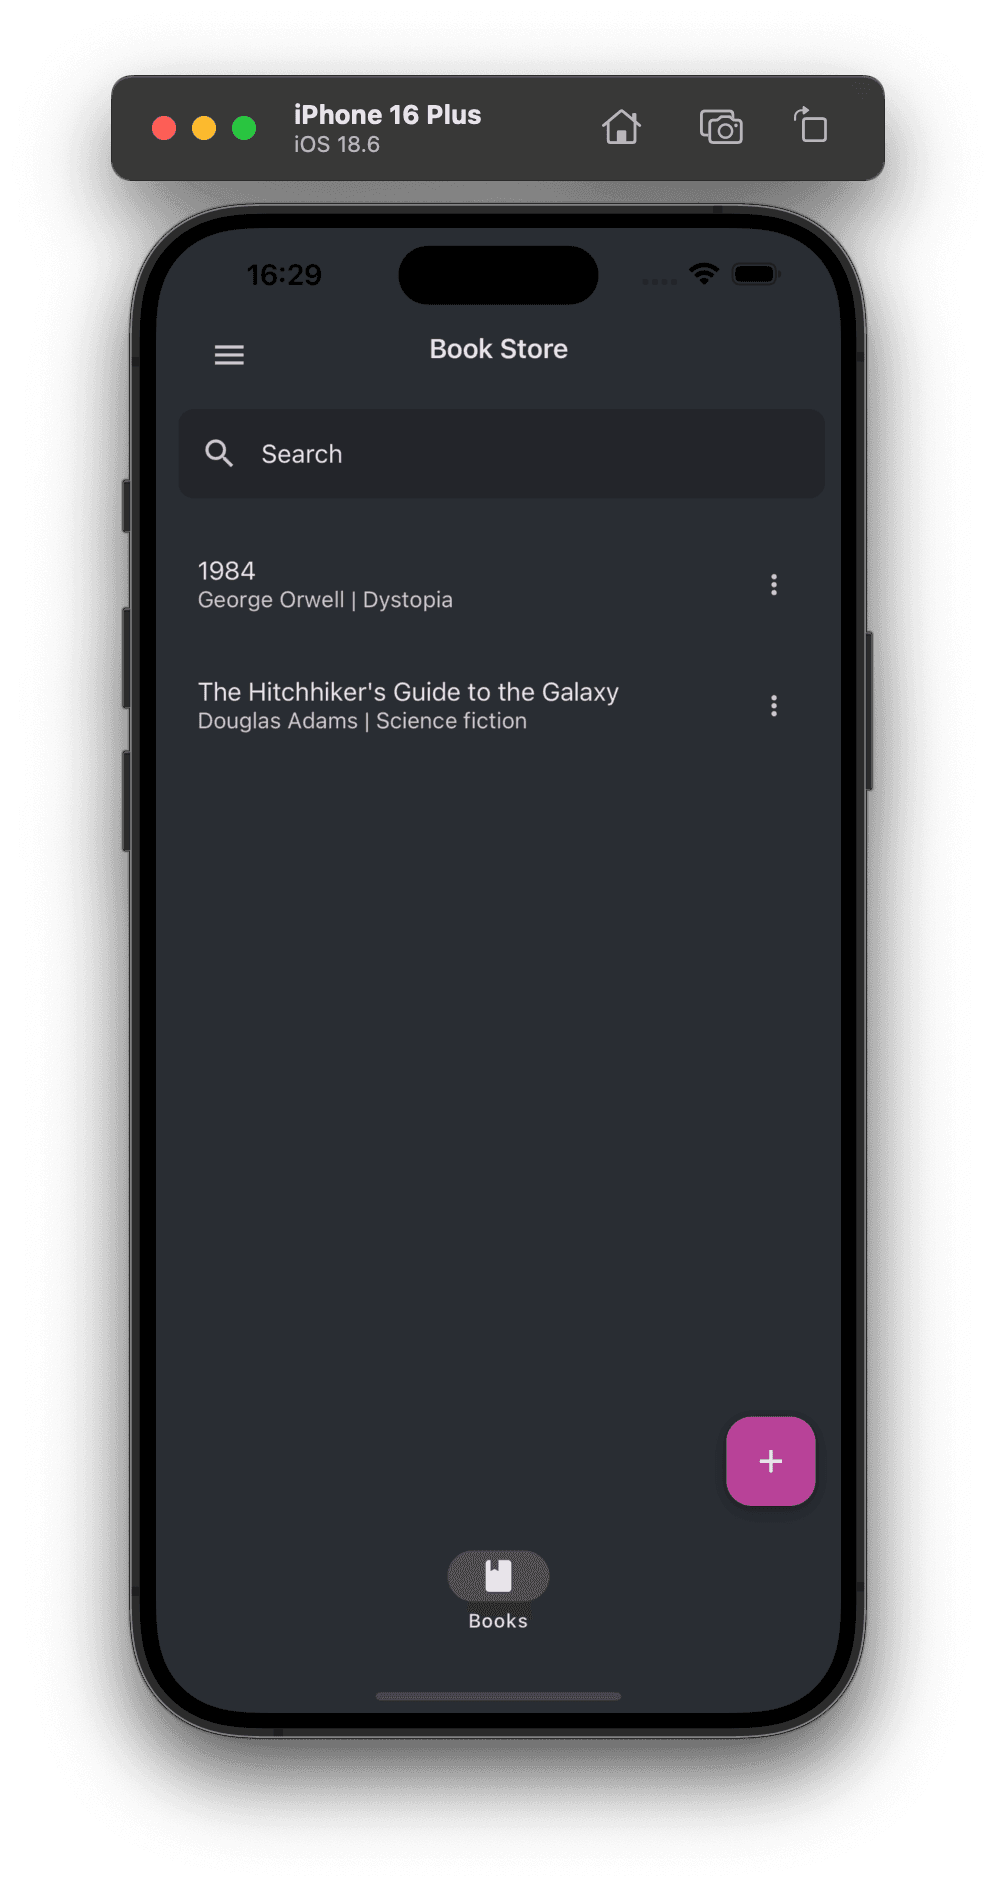 iPhone 16 Plus
iOS 18.6
16:29
Book Store
Search
1984
George Orwell | Dystopia
The Hitchhiker's Guide to the Galaxy
Douglas Adams | Science fiction
+
Books